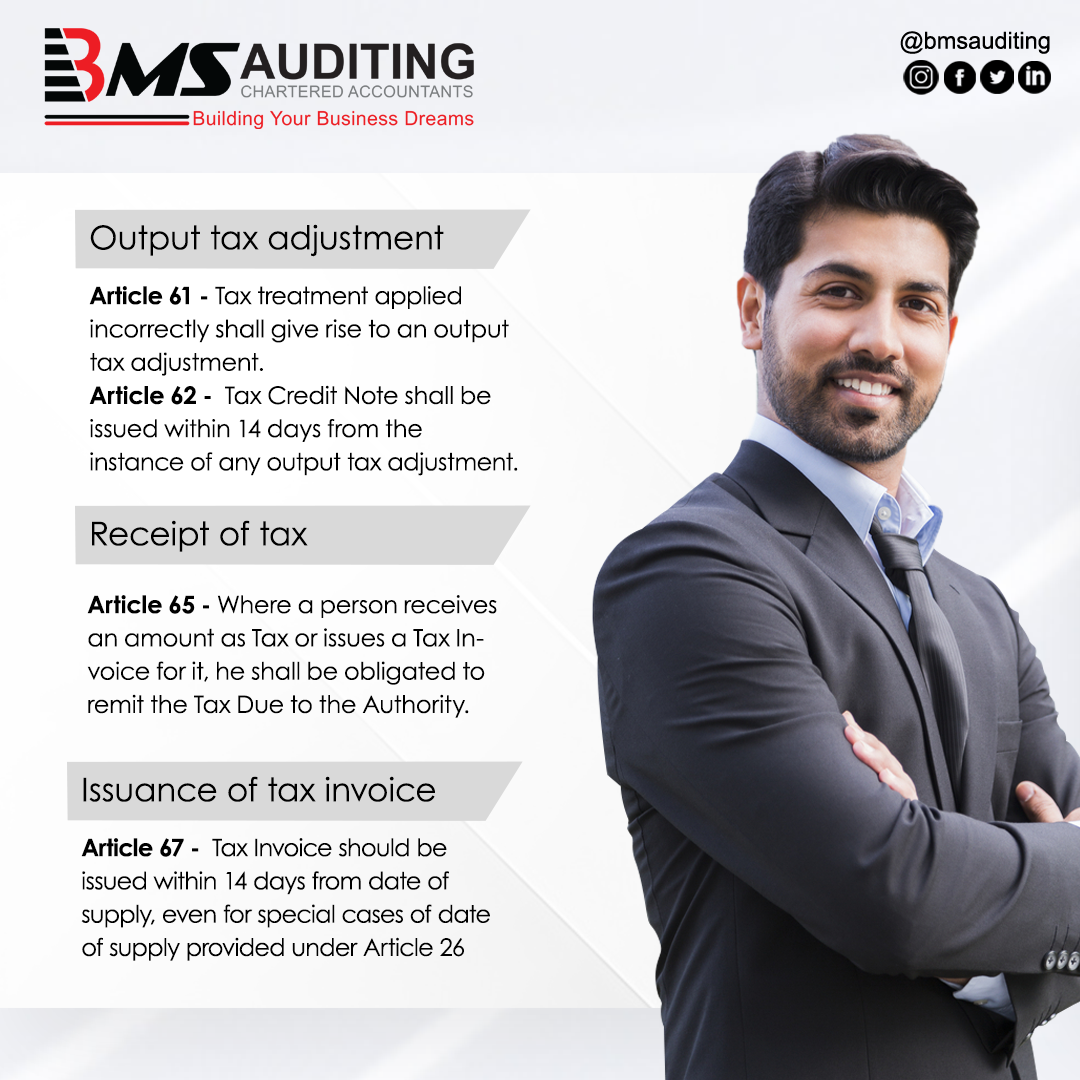 BMS AUDITING
CHARTERED ACCOUNTANTS
Building Your Business Dreams
@bmsauditing
Output tax adjustment
Article 61 - Tax treatment applied
incorrectly shall give rise to an output
tax adjustment.
Article 62 - Tax Credit Note shall be
issued within 14 days from the
instance of any output tax adjustment.
Receipt of tax
Article 65 - Where a person receives
an amount as Tax or issues a Tax In-
voice for it, he shall be obligated to
remit the Tax Due to the Authority.
Issuance of tax invoice
Article 67 - Tax Invoice should be
issued within 14 days from date of
supply, even for special cases of date
of supply provided under Article 26